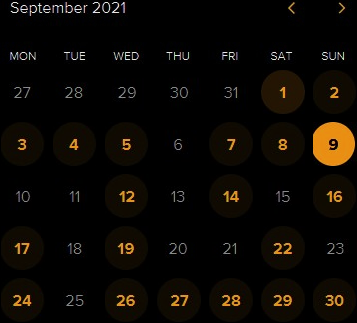 September 2021
MON TUE WED THU FRI SAT SUN
27 28 29 30 31 1 2
3 4 5 6 7 8 9
10 11 12 13 14 15 16
17 18 19 20 21 22 23
24 25 26 27 28 29 30